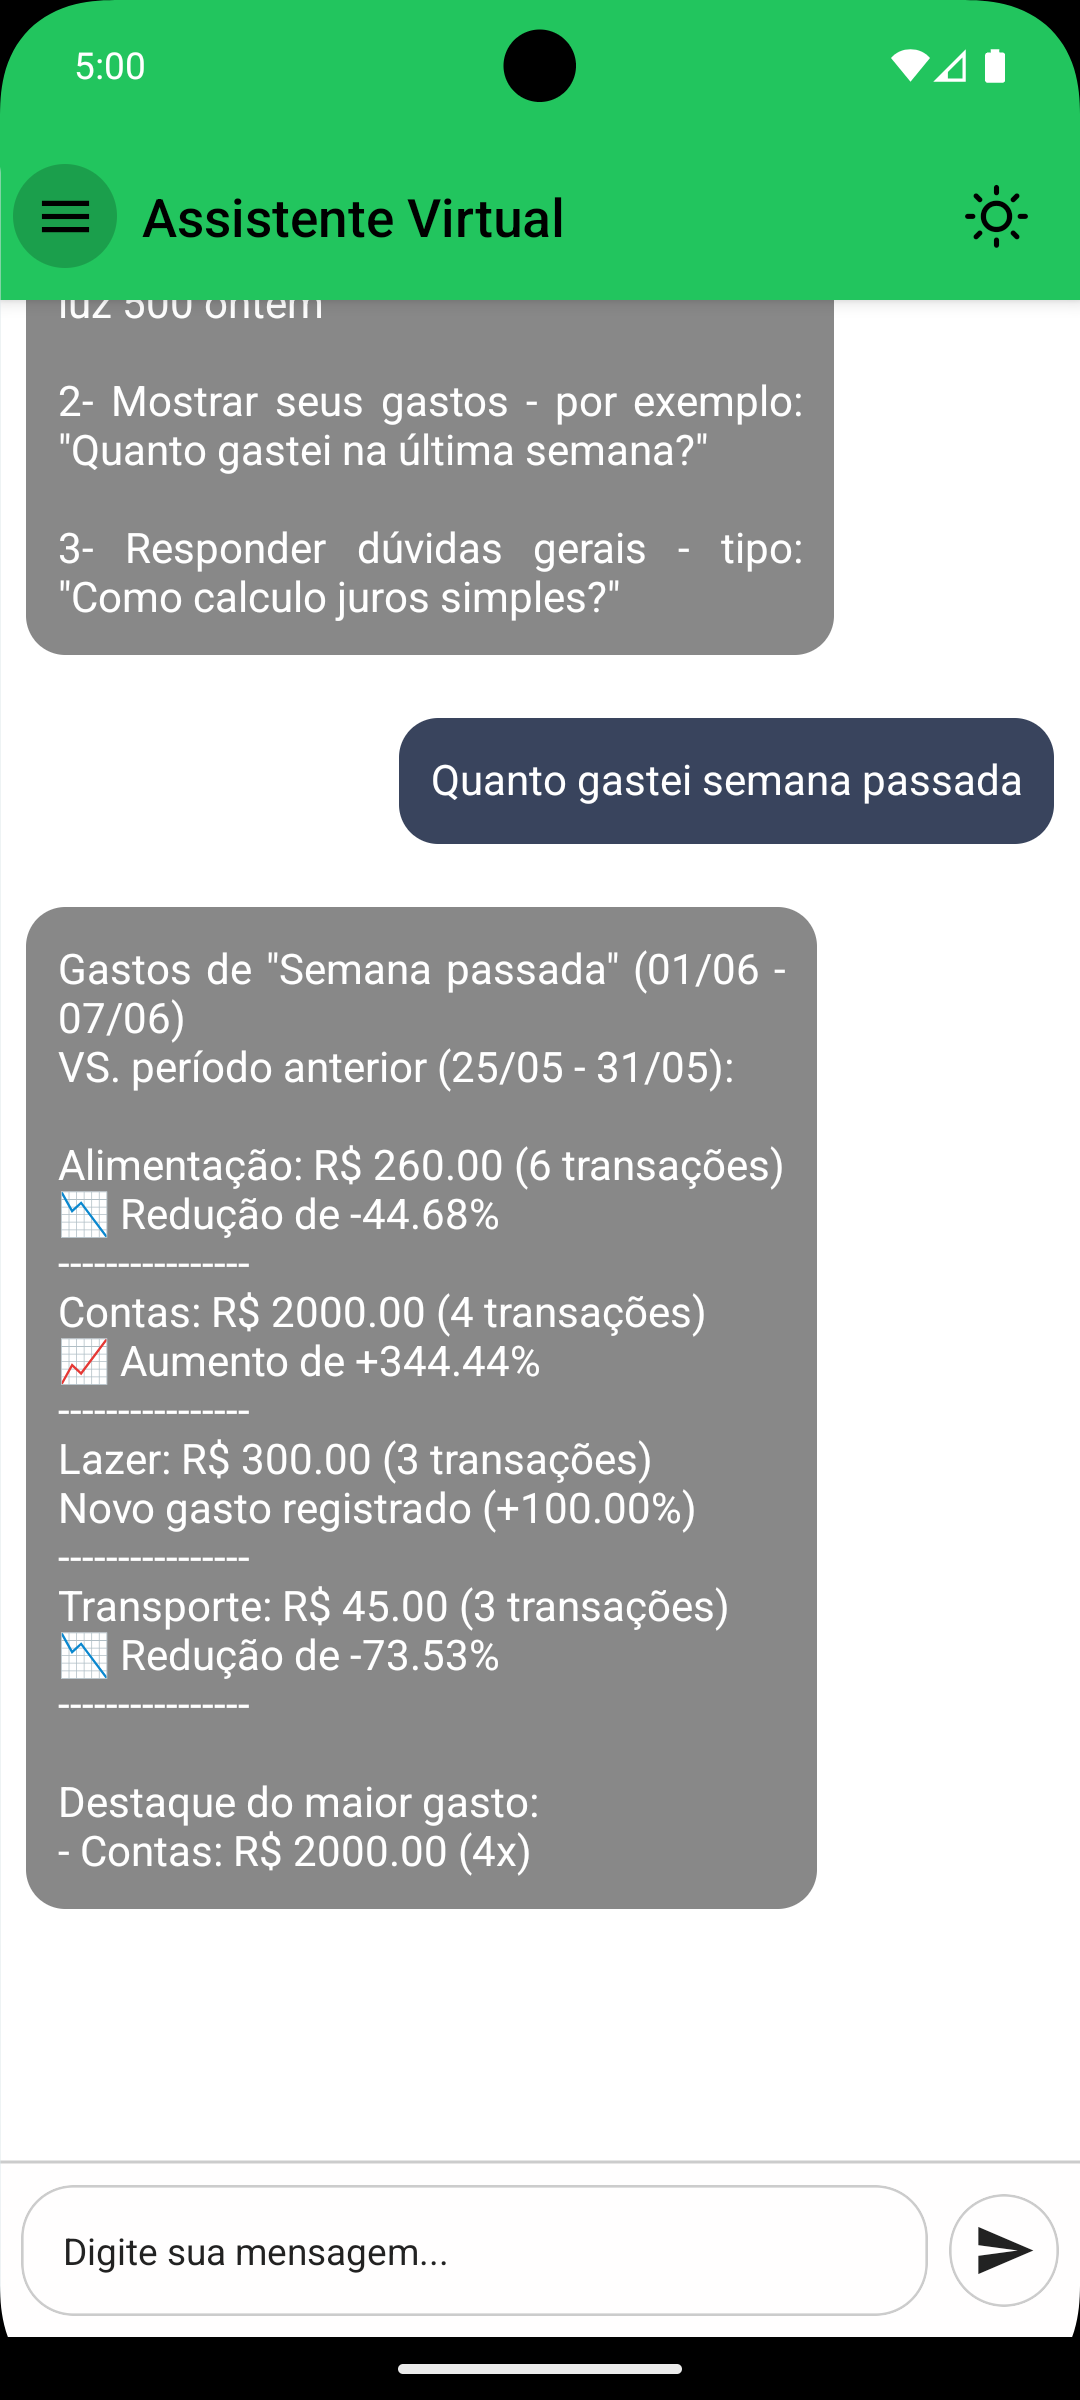 5:00
Assistente Virtual
luz 500 ontem
2- Mostrar seus gastos - por exemplo:
"Quanto gastei na última semana?"
3- Responder dúvidas gerais - tipo:
"Como calculo juros simples?"
Quanto gastei semana passada
Gastos de "Semana passada" (01/06 -
07/06)
VS. período anterior (25/05 - 31/05):
Alimentação: R$ 260.00 (6 transações)
📉 Redução de -44.68%
----------------
Contas: R$ 2000.00 (4 transações)
📈 Aumento de +344.44%
----------------
Lazer: R$ 300.00 (3 transações)
Novo gasto registrado (+100.00%)
----------------
Transporte: R$ 45.00 (3 transações)
📉 Redução de -73.53%
----------------
Destaque do maior gasto:
- Contas: R$ 2000.00 (4x)
Digite sua mensagem...